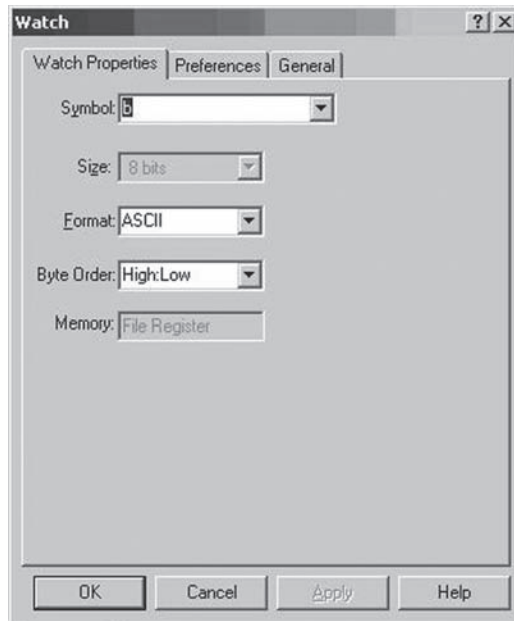 Watch
? ×
Watch Properties Preferences General
Symbol: b
Size: 8 bits
Format: ASCII
Byte Order: High:Low
Memory: File Register
OK Cancel Apply Help